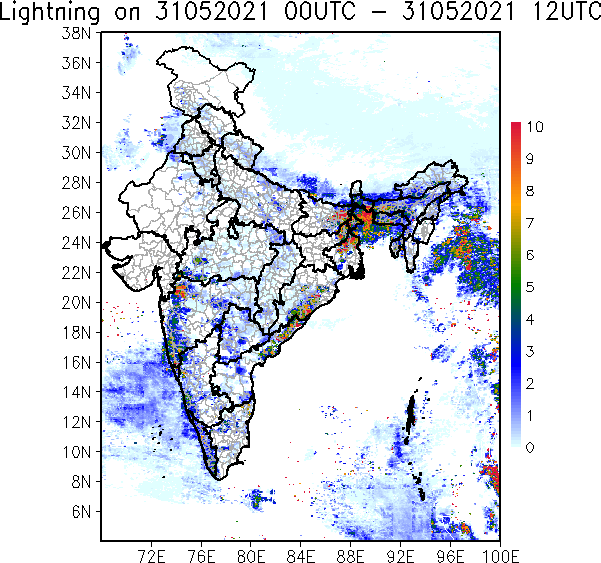 Lightning on 31052021 00UTC – 31052021 12UTC
38N
36N
34N
32N
30N
28N
26N
24N
22N
20N
18N
16N
14N
12N
10N
8N
6N
72E 76E 80E 84E 88E 92E 96E 100E
10
9
8
7
6
5
4
3
2
1
0